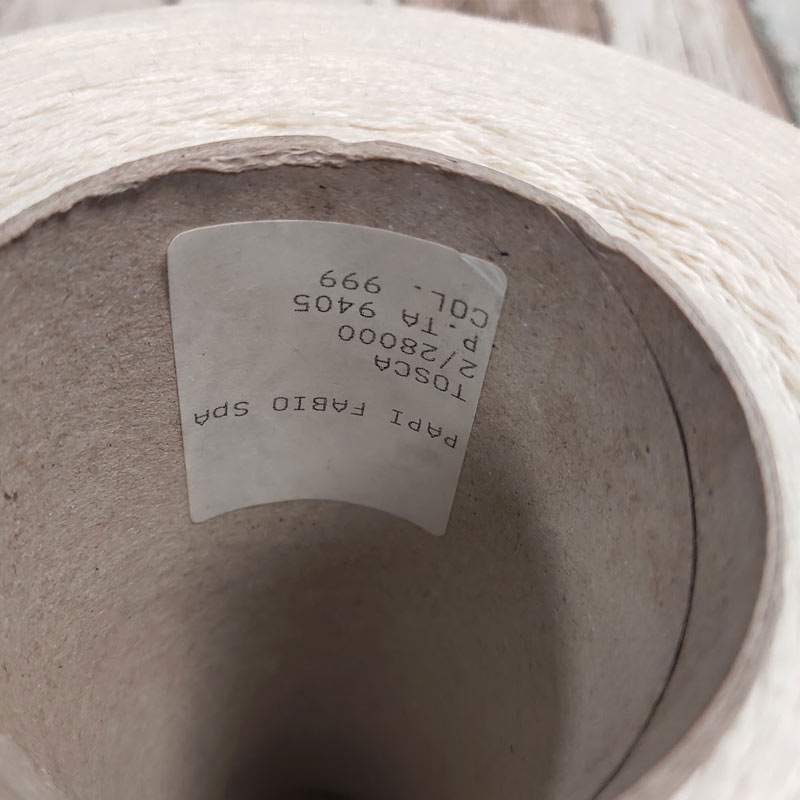 PAPI FABIO SpA
TOSCA
2/28000
P.TA 9405
COL. 999